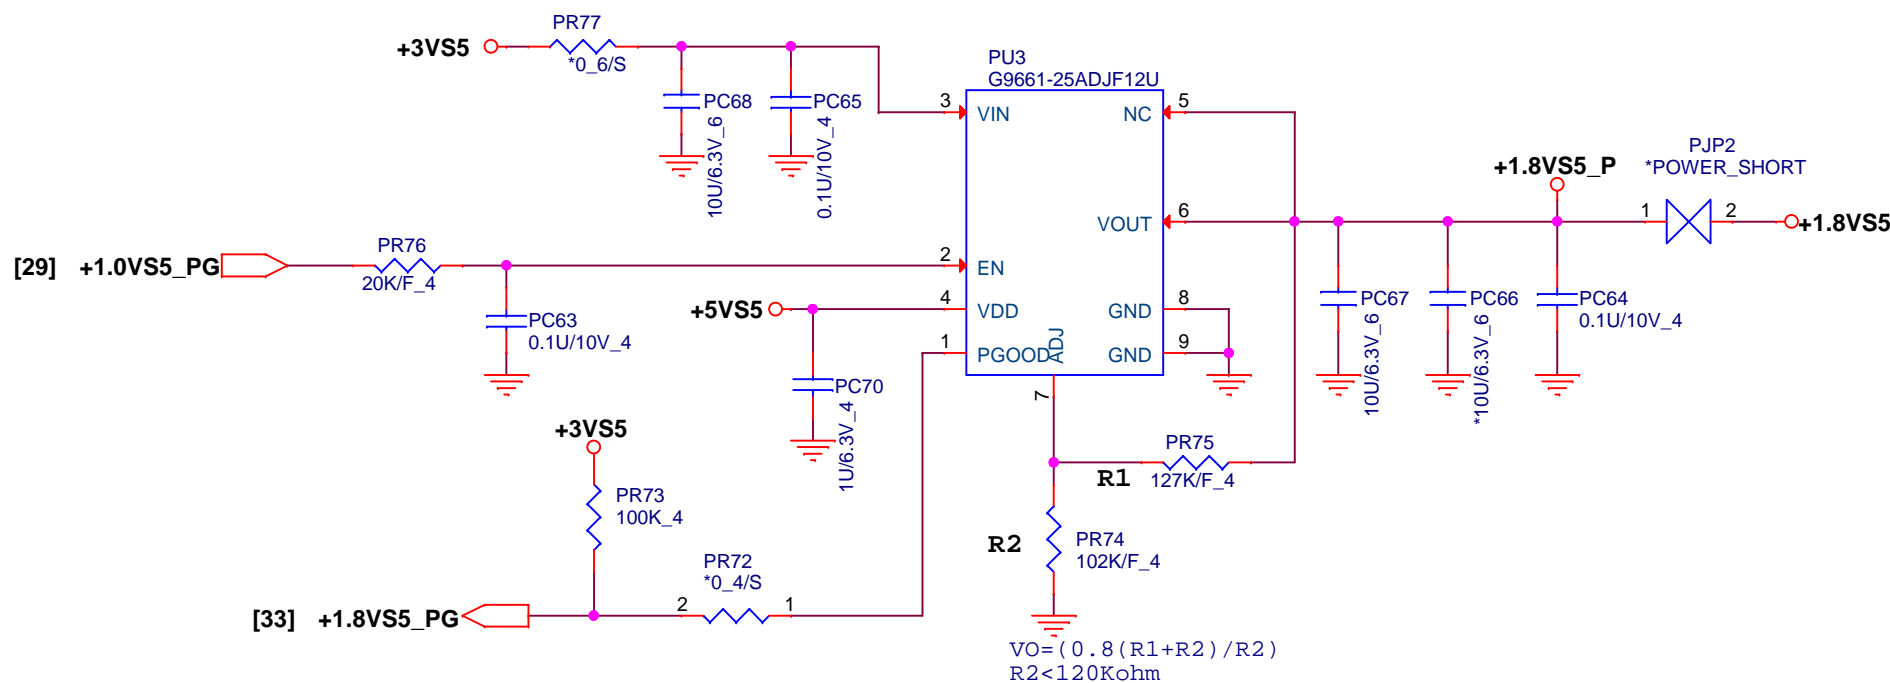 PR77
+3VS5
*0_6/S
PC68
10U/6.3V_6
PC65
0.1U/10V_4
PU3
G9661-25ADJF12U
3
VIN
NC
5
PJP2
*POWER_SHORT
+1.8VS5_P
VOUT
6
1
2
+1.8VS5
[29]
+1.0VS5_PG
PR76
20K/F_4
2
EN
PC63
0.1U/10V_4
+5VS5
4
VDD
GND
8
1
PGOOD
ADJ
GND
9
7
PC70
1U/6.3V_4
PC67
10U/6.3V_6
PC66
*10U/6.3V_6
PC64
0.1U/10V_4
+3VS5
PR73
100K_4
R1
PR75
127K/F_4
R2
PR74
102K/F_4
PR72
*0_4/S
2
1
[33]
+1.8VS5_PG
VO=(0.8(R1+R2)/R2)
R2<120Kohm